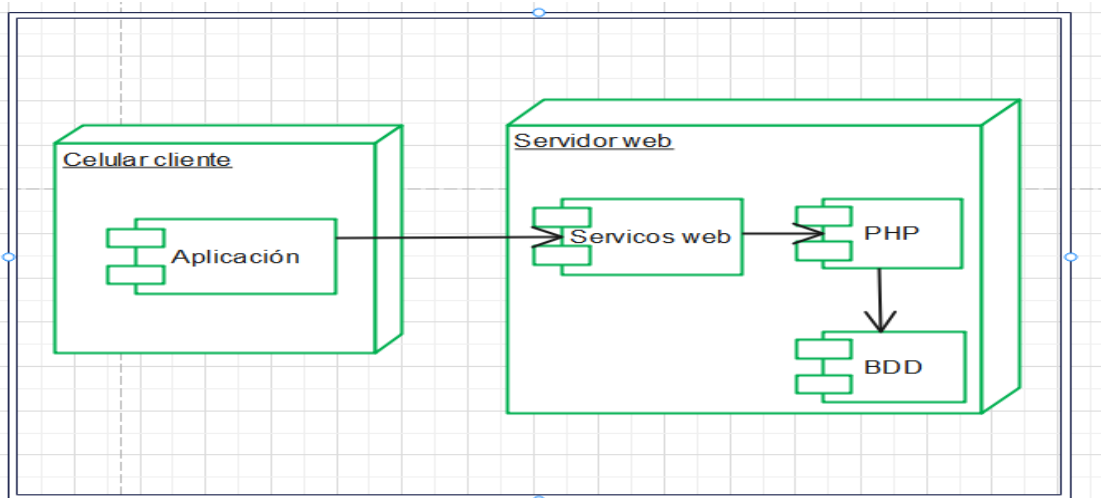 Celular cliente
Aplicación
Servidor web
Servicos web
PHP
BDD